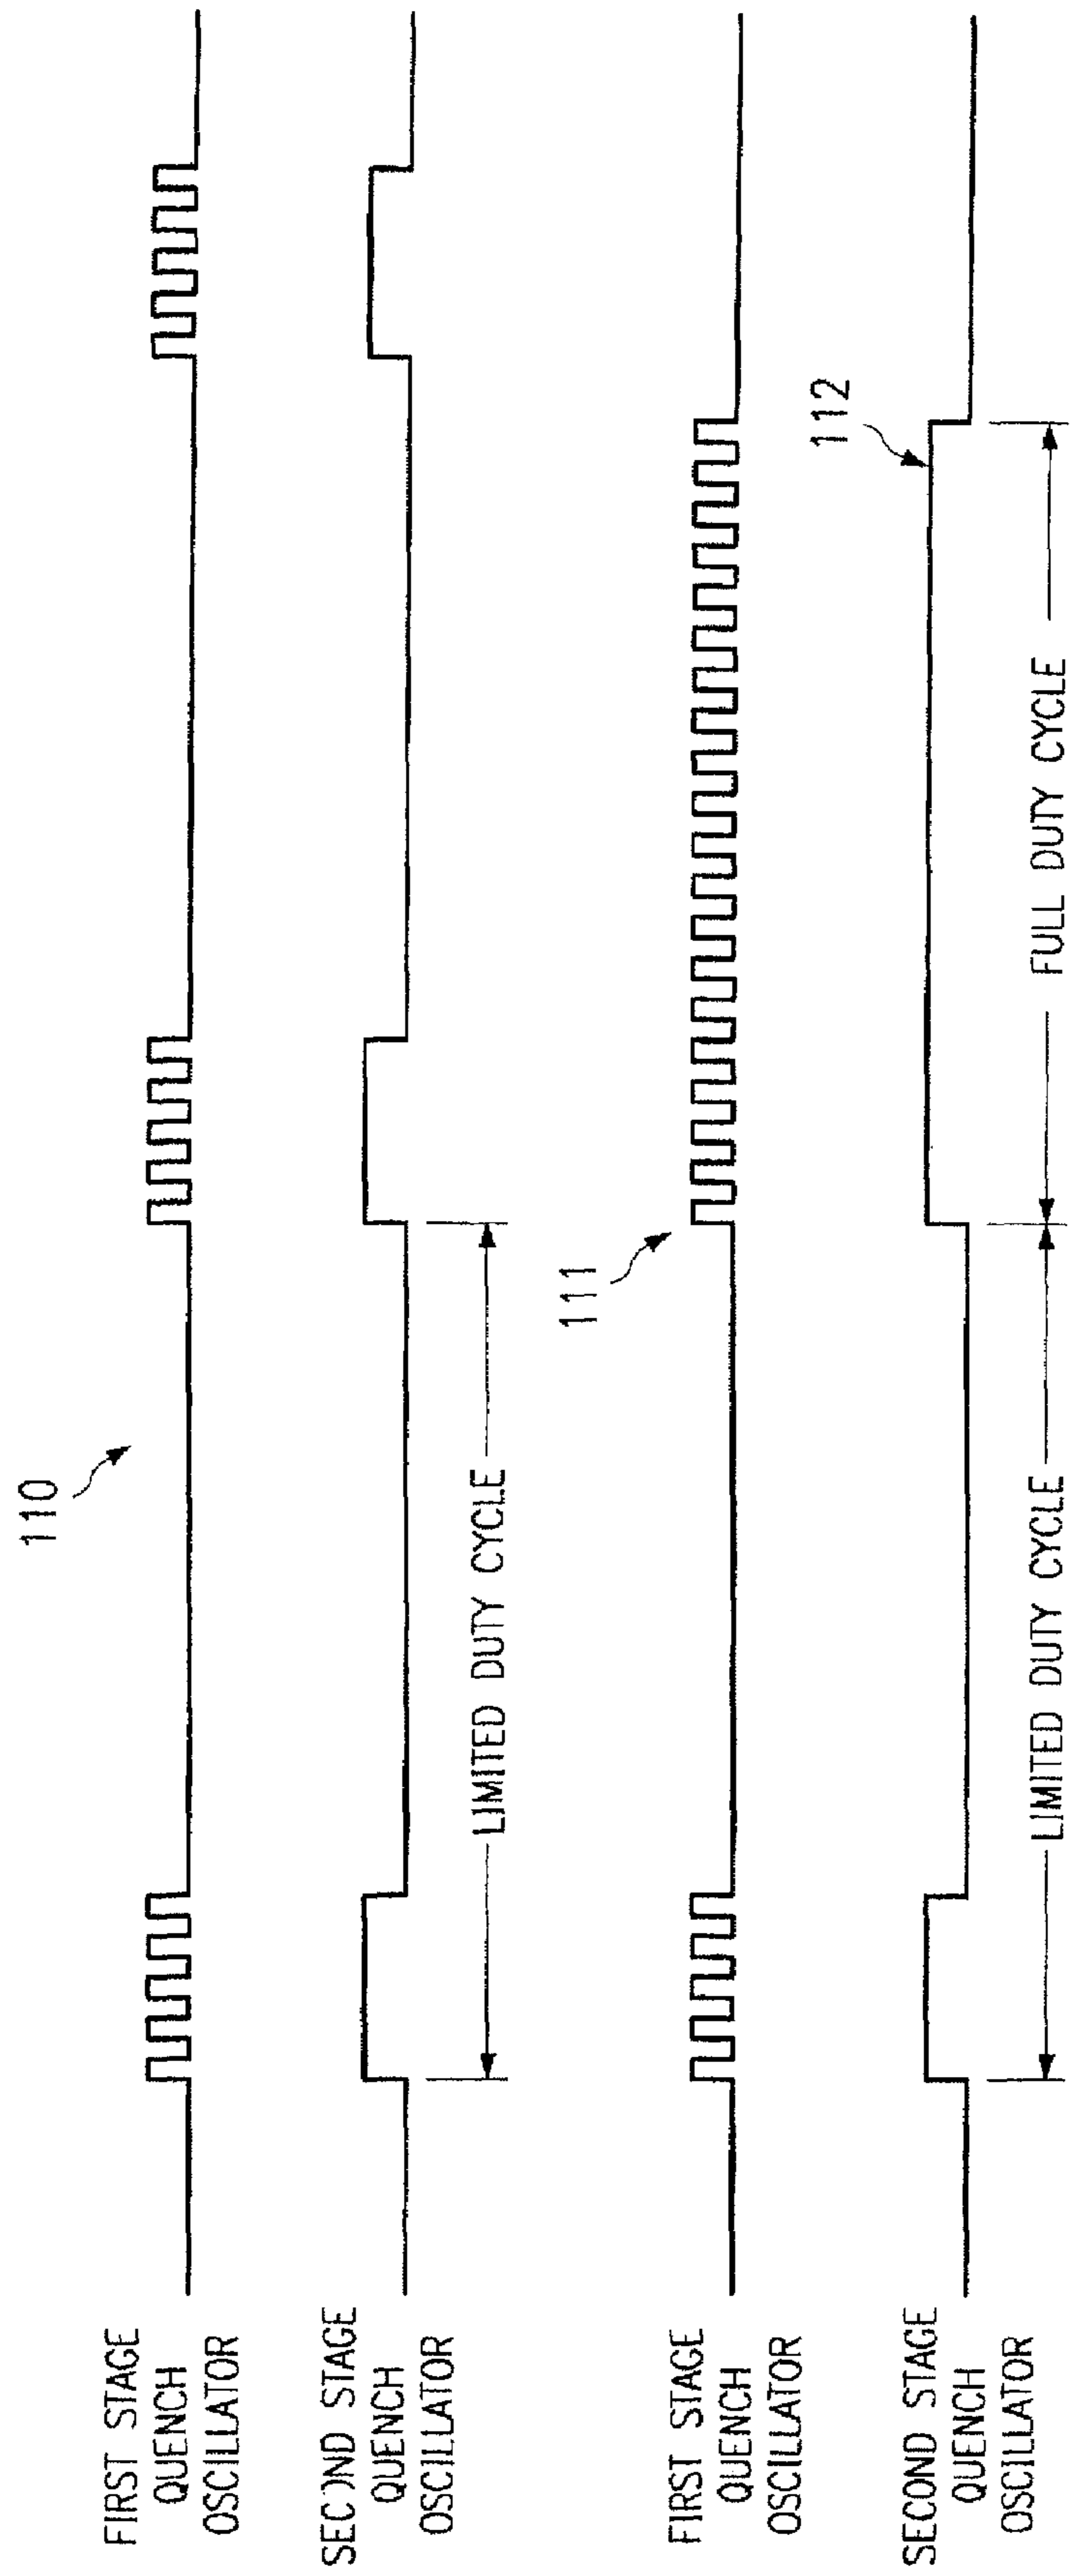 110
FIRST STAGE
QUENCH
OSCILLATOR
SECOND STAGE
QUENCH
OSCILLATOR
LIMITED DUTY CYCLE
111
FIRST STAGE
QUENCH
OSCILLATOR
112
SECOND STAGE
QUENCH
OSCILLATOR
LIMITED DUTY CYCLE
FULL DUTY CYCLE